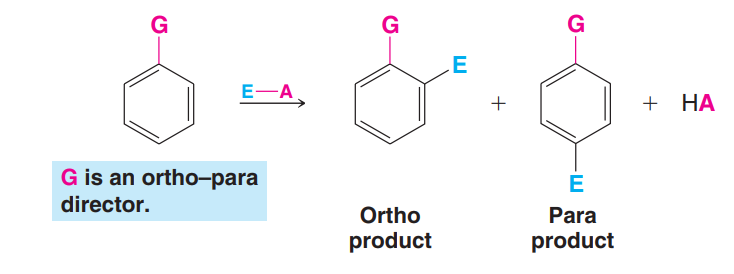 G
G
G
E
E—A
+
+ HA
E
G is an ortho–para
director.
Ortho
product
Para
product